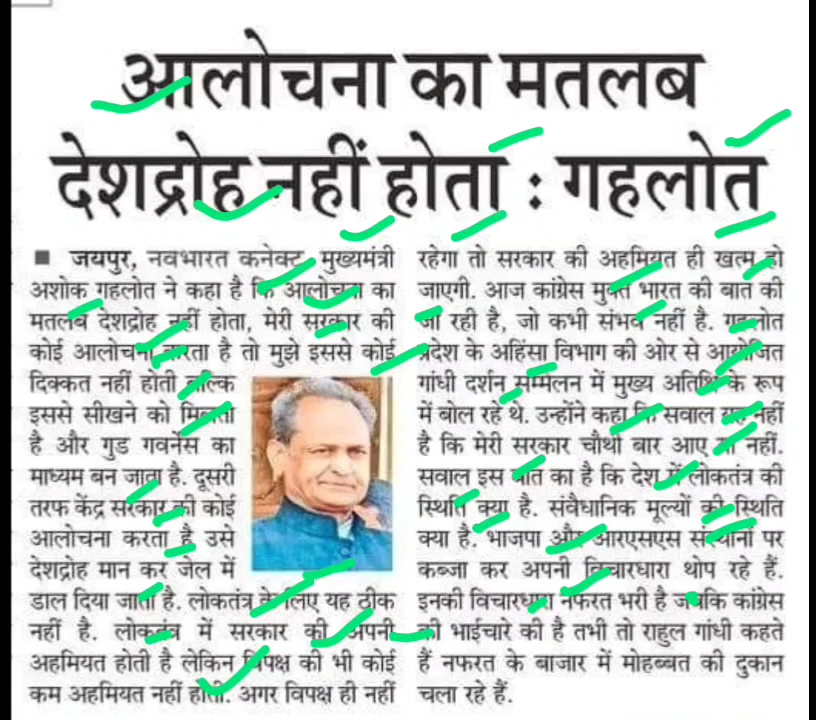 आलोचना का मतलब
देशद्रोह नहीं होता : गहलोत
■ जयपुर, नवभारत कनेक्ट. मुख्यमंत्री
अशोक गहलोत ने कहा है कि आलोचना का
मतलब देशद्रोह नहीं होता, मेरी सरकार की
कोई आलोचना करता है तो मुझे इससे कोई
दिक्कत नहीं होती बल्कि
इससे सीखने को मिलता
है और गुड गवर्नेंस का
माध्यम बन जाता है. दूसरी
तरफ केंद्र सरकार की कोई
आलोचना करता है उसे
देशद्रोह मान कर जेल में
डाल दिया जाता है. लोकतंत्र के लिए यह ठीक
नहीं है. लोकतंत्र में सरकार की अपनी
अहमियत होती है लेकिन विपक्ष की भी कोई
कम अहमियत नहीं होती. अगर विपक्ष ही नहीं
रहेगा तो सरकार की अहमियत ही खत्म हो
जाएगी. आज कांग्रेस मुक्त भारत की बात की
जा रही है, जो कभी संभव नहीं है. गहलोत
प्रदेश के अहिंसा विभाग की ओर से आयोजित
गांधी दर्शन सम्मेलन में मुख्य अतिथि के रूप
में बोल रहे थे. उन्होंने कहा कि सवाल यह नहीं
है कि मेरी सरकार चौथी बार आए या नहीं.
सवाल इस बात का है कि देश में लोकतंत्र की
स्थिति क्या है. संवैधानिक मूल्यों की स्थिति
क्या है. भाजपा और आरएसएस संस्थानों पर
कब्जा कर अपनी विचारधारा थोप रहे हैं.
इनकी विचारधारा नफरत भरी है जबकि कांग्रेस
की भाईचारे की है तभी तो राहुल गांधी कहते
हैं नफरत के बाजार में मोहब्बत की दुकान
चला रहे हैं.